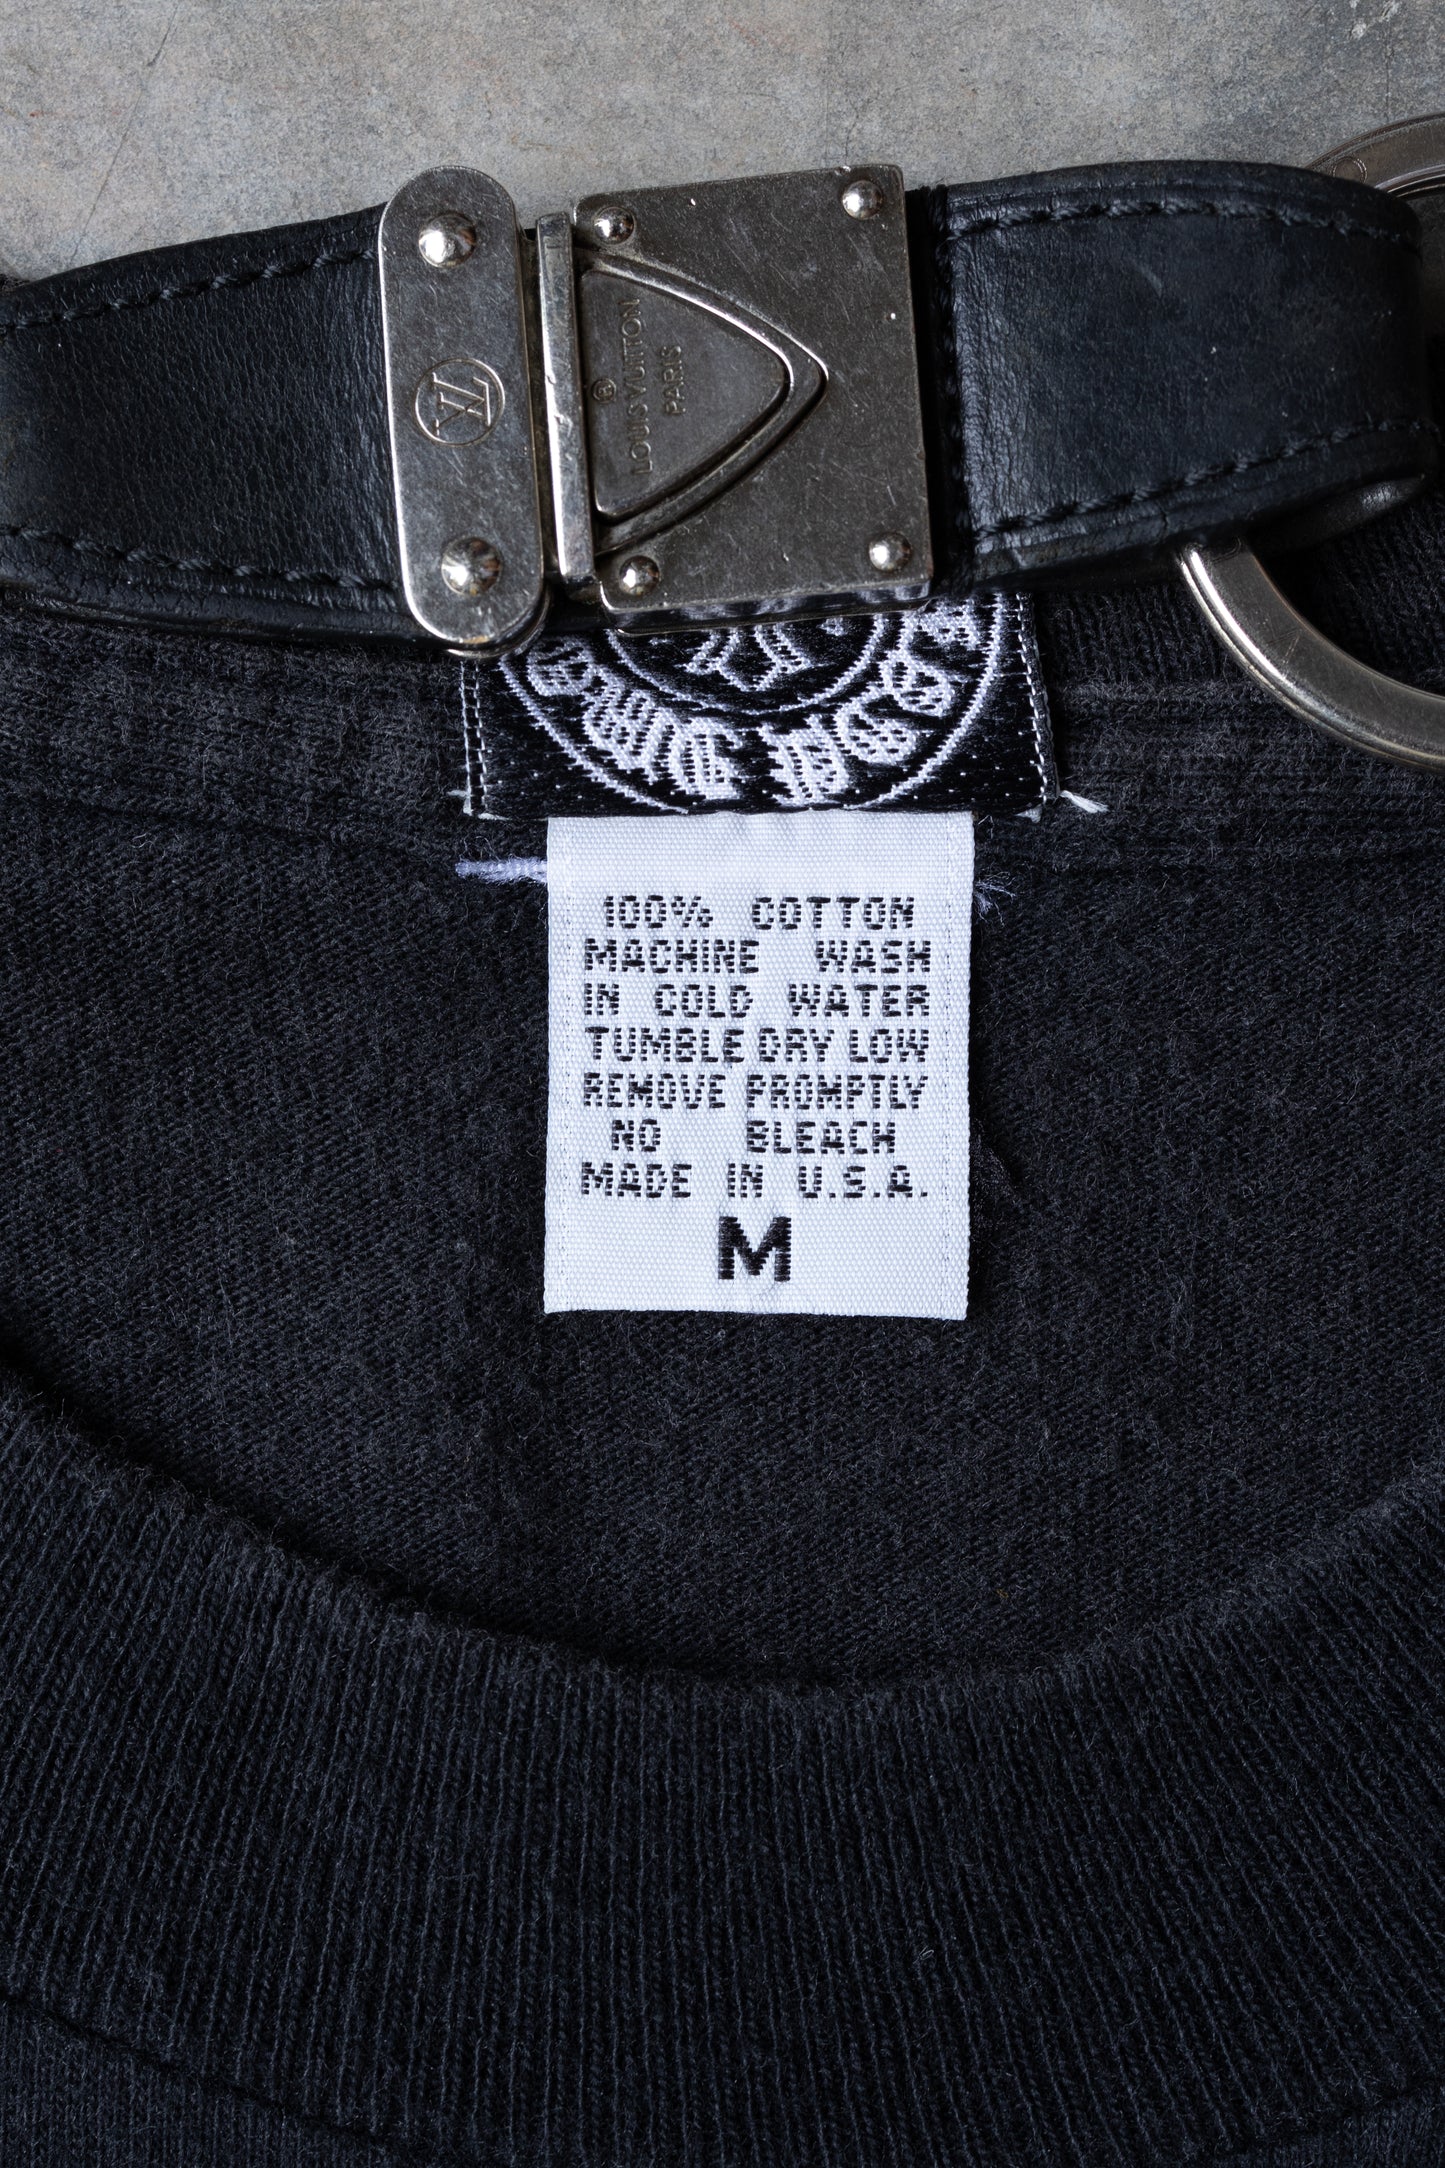 LV
®
LOUIS VUITTON
PARIS
100% COTTON
MACHINE WASH
IN COLD WATER
TUMBLE DRY LOW
REMOVE PROMPTLY
NO BLEACH
MADE IN U.S.A.
M